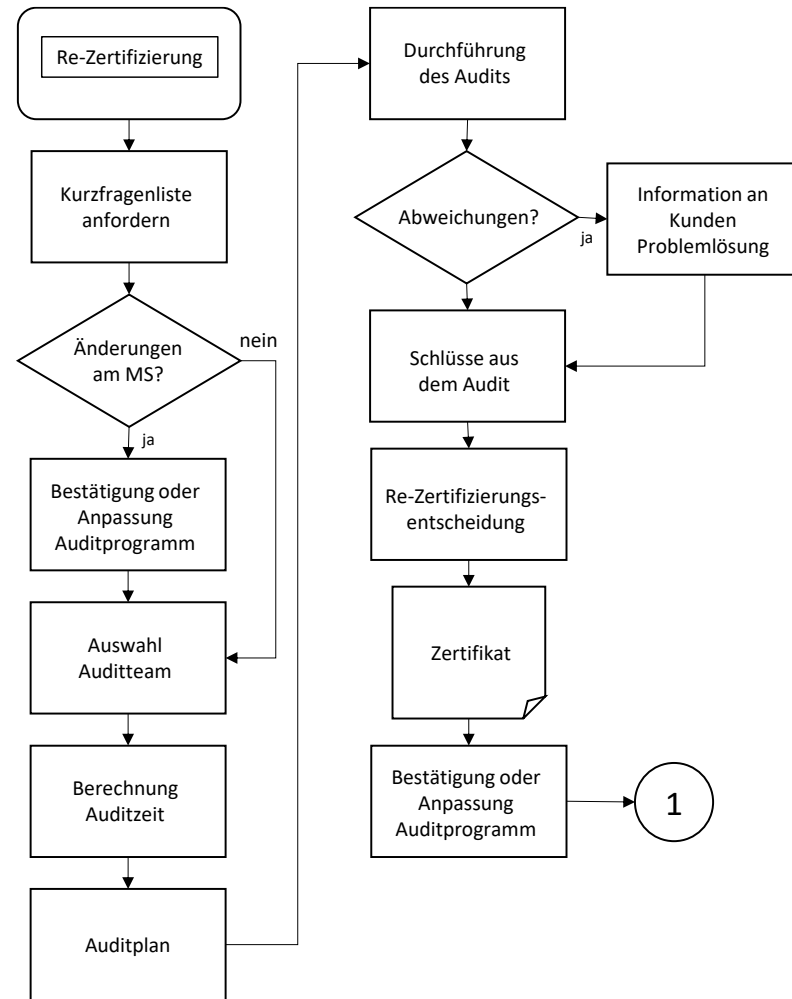 Re-Zertifizierung
Kurzfragenliste
anfordern
Änderungen
am MS?
nein
ja
Bestätigung oder
Anpassung
Auditprogramm
Auswahl
Auditteam
Berechnung
Auditzeit
Auditplan
Durchführung
des Audits
Abweichungen?
ja
Information an
Kunden
Problemlösung
Schlüsse aus
dem Audit
Re-Zertifizierungs-
entscheidung
Zertifikat
Bestätigung oder
Anpassung
Auditprogramm
1